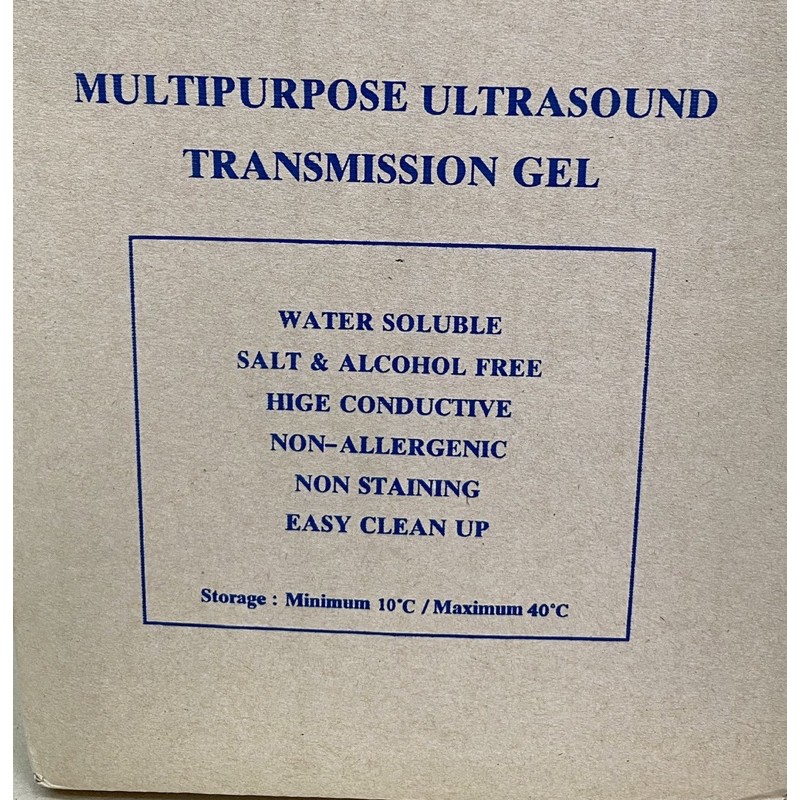 MULTIPURPOSE ULTRASOUND
TRANSMISSION GEL
WATER SOLUBLE
SALT & ALCOHOL FREE
HIGE CONDUCTIVE
NON-ALLERGENIC
NON STAINING
EASY CLEAN UP
Storage : Minimum 10°C / Maximum 40°C